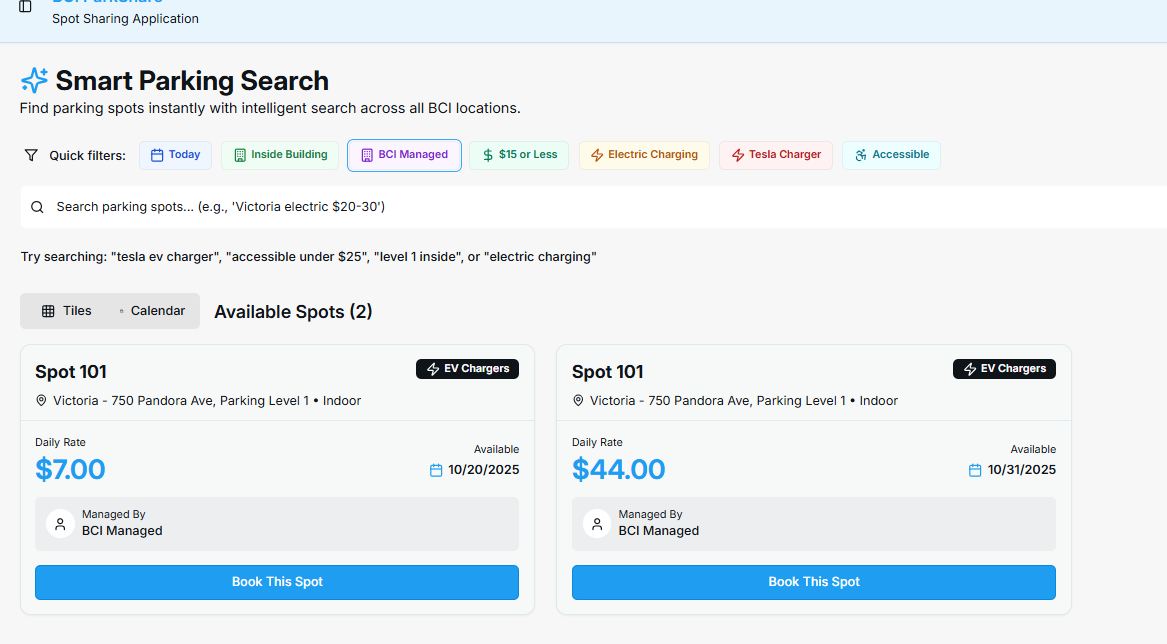 BCI ParkShare
Spot Sharing Application
Smart Parking Search
Find parking spots instantly with intelligent search across all BCI locations.
Quick filters: Today Inside Building BCI Managed $15 or Less Electric Charging Tesla Charger Accessible
Search parking spots... (e.g., 'Victoria electric $20-30')
Try searching: "tesla ev charger", "accessible under $25", "level 1 inside", or "electric charging"
Tiles Calendar Available Spots (2)
Spot 101 EV Chargers
Victoria - 750 Pandora Ave, Parking Level 1 • Indoor
Daily Rate
$7.00
Available
10/20/2025
Managed By
BCI Managed
Book This Spot
Spot 101 EV Chargers
Victoria - 750 Pandora Ave, Parking Level 1 • Indoor
Daily Rate
$44.00
Available
10/31/2025
Managed By
BCI Managed
Book This Spot